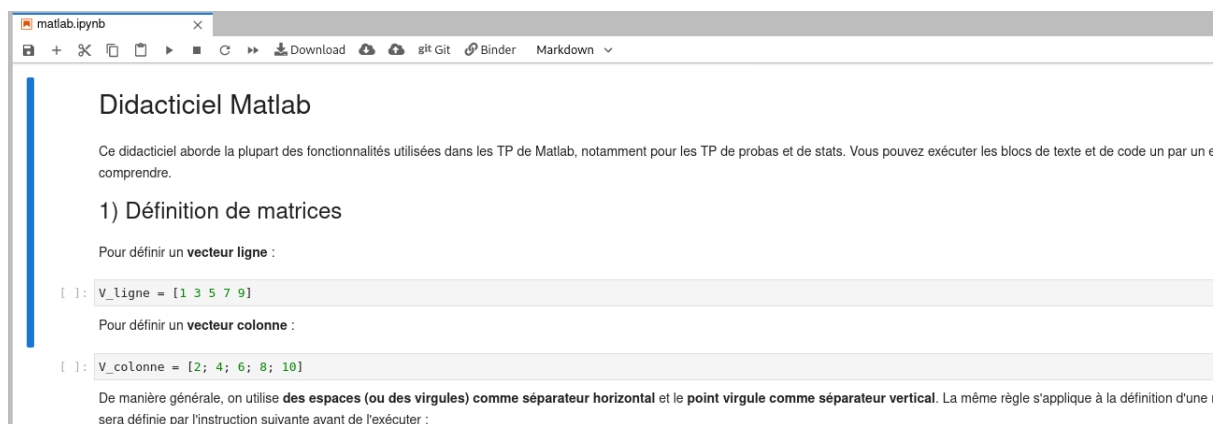 matlab.ipynb
Download git Git Binder Markdown
Didacticiel Matlab
Ce didacticiel aborde la plupart des fonctionnalités utilisées dans les TP de Matlab, notamment pour les TP de probas et de stats. Vous pouvez exécuter les blocs de texte et de code un par un e
comprendre.
1) Définition de matrices
Pour définir un vecteur ligne :
[ ]: V_ligne = [1 3 5 7 9]
Pour définir un vecteur colonne :
[ ]: V_colonne = [2; 4; 6; 8; 10]
De manière générale, on utilise des espaces (ou des virgules) comme séparateur horizontal et le point virgule comme séparateur vertical. La même règle s'applique à la définition d'une
sera définie par l'instruction suivante avant de l'exécuter :